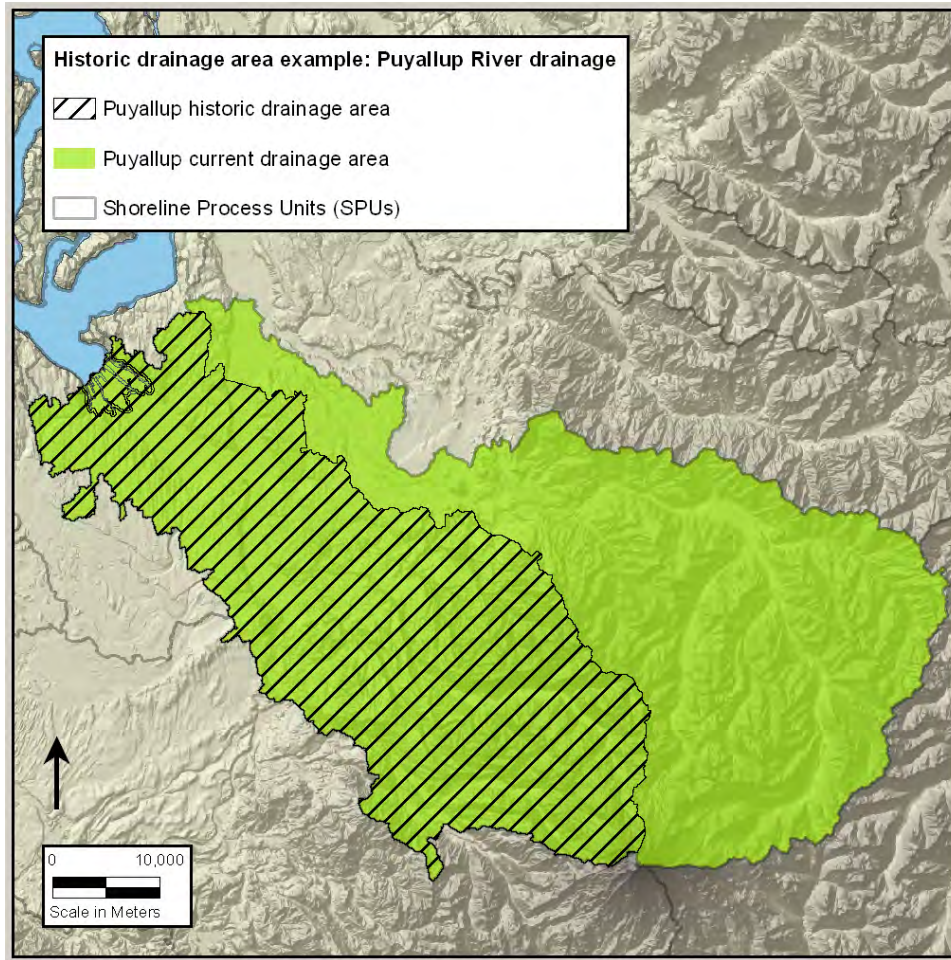 Historic drainage area example: Puyallup River drainage
Puyallup historic drainage area
Puyallup current drainage area
Shoreline Process Units (SPUs)
0 10,000
Scale in Meters